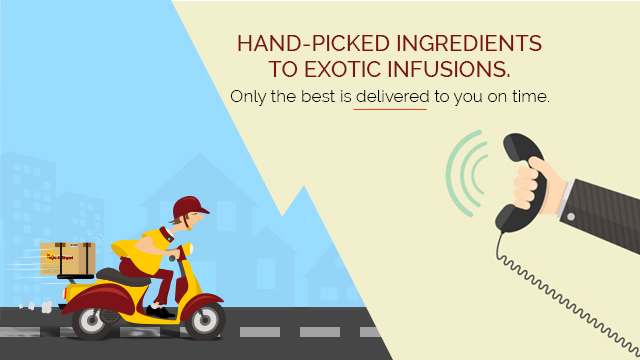 HAND-PICKED INGREDIENTS
TO EXOTIC INFUSIONS.
Only the best is delivered to you on time.